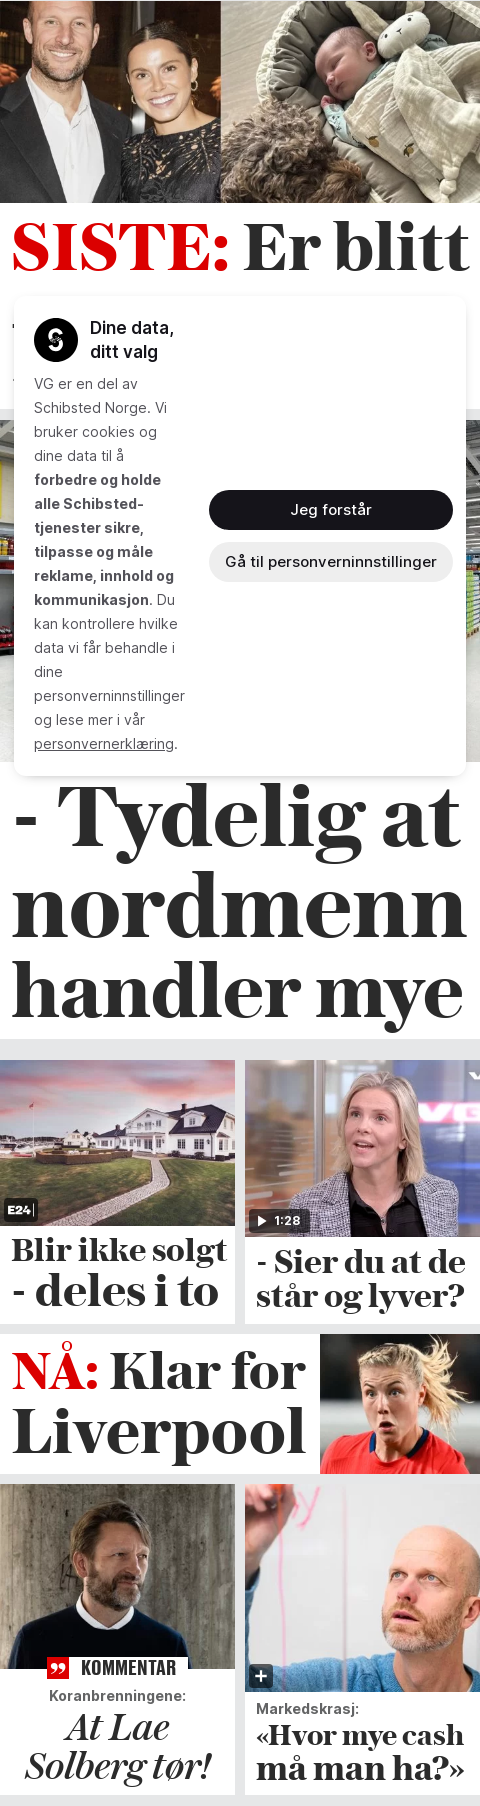 SISTE: Er blitt
Dine data,
ditt valg
VG er en del av
Schibsted Norge. Vi
bruker cookies og
dine data til å
forbedre og holde
alle Schibsted-
tjenester sikre,
tilpasse og måle
reklame, innhold og
kommunikasjon. Du
kan kontrollere hvilke
data vi får behandle i
dine
personverninnstillinger
og lese mer i vår
personvernerklæring.
Jeg forstår
Gå til personverninnstillinger
- Tydelig at
nordmenn
handler mye
E24
Blir ikke solgt
- deles i to
VG
1:28
- Sier du at de
står og lyver?
NÅ: Klar for
Liverpool
KOMMENTAR
Koranbrenningene:
At Lae
Solberg tør!
Markedskrasj:
«Hvor mye cash
må man ha?»